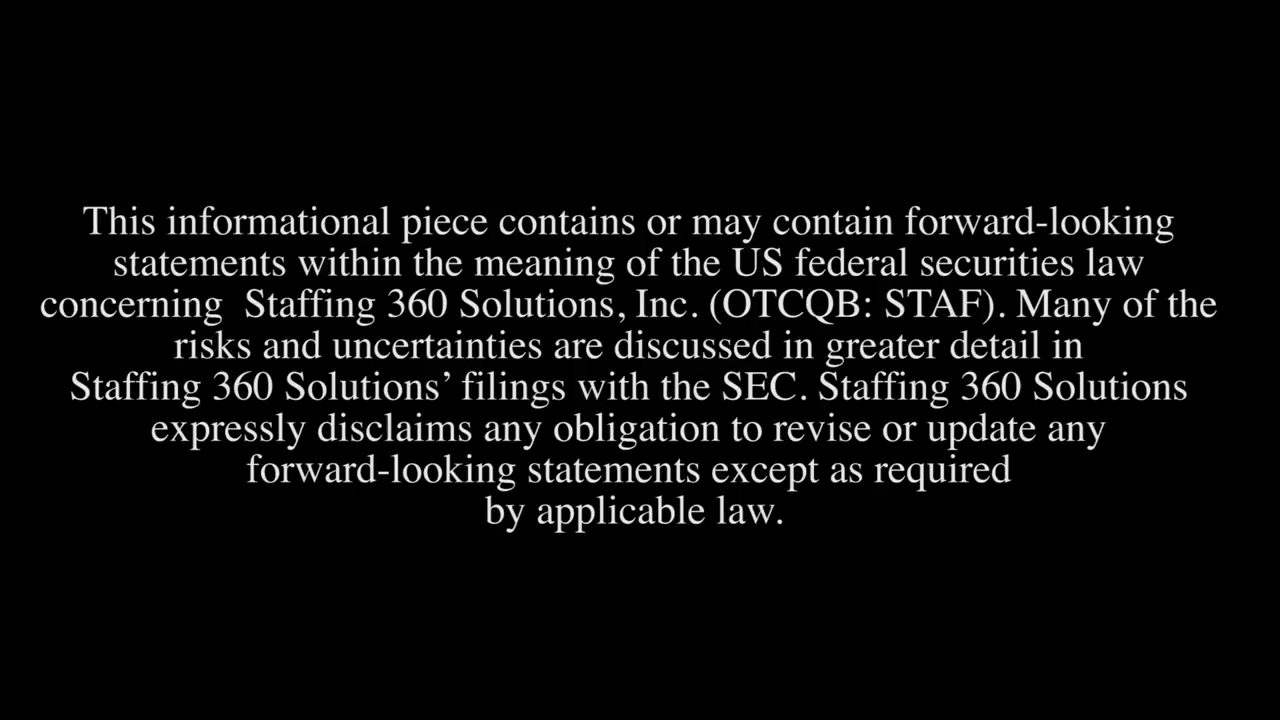 This informational piece contains or may contain forward-looking
statements within the meaning of the US federal securities law
concerning  Staffing 360 Solutions, Inc. (OTCQB: STAF). Many of the
risks and uncertainties are discussed in greater detail in
Staffing 360 Solutions’ filings with the SEC. Staffing 360 Solutions
expressly disclaims any obligation to revise or update any
forward-looking statements except as required
by applicable law.